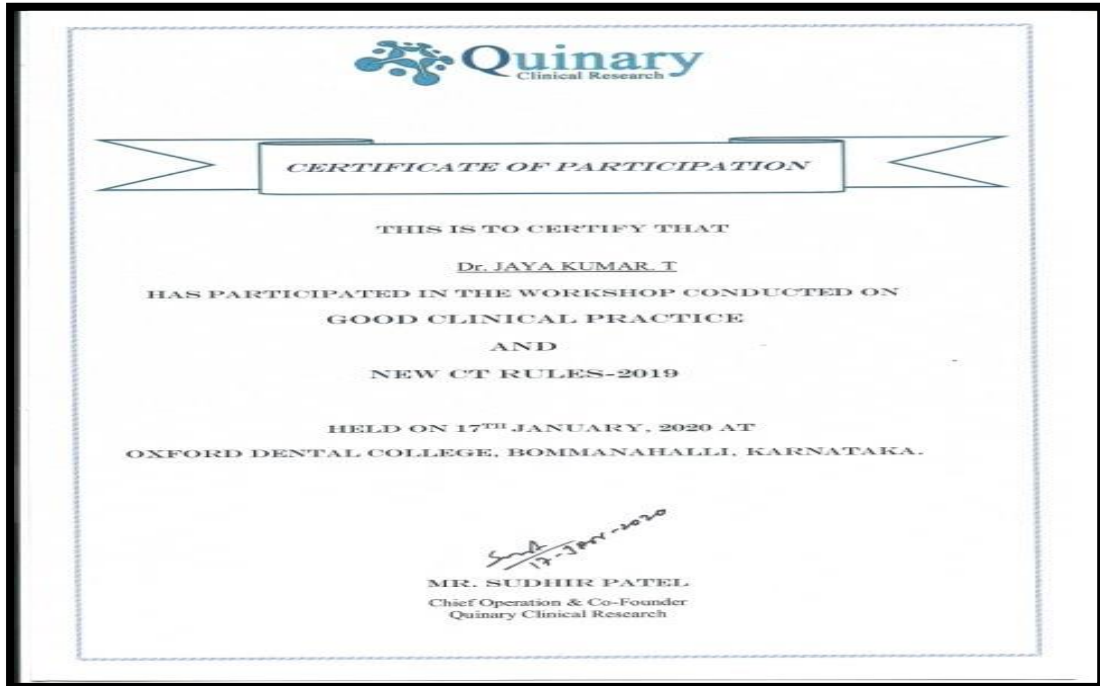 Quinary
Clinical Research
CERTIFICATE OF PARTICIPATION
THIS IS TO CERTIFY THAT
Dr. JAYA KUMAR. T
HAS PARTICIPATED IN THE WORKSHOP CONDUCTED ON
GOOD CLINICAL PRACTICE
AND
NEW CT RULES-2019
HELD ON 17TH JANUARY, 2020 AT
OXFORD DENTAL COLLEGE, BOMMANAHALLI, KARNATAKA.
17-Jan-2020
MR. SUDHIR PATEL
Chief Operation & Co-Founder
Quinary Clinical Research